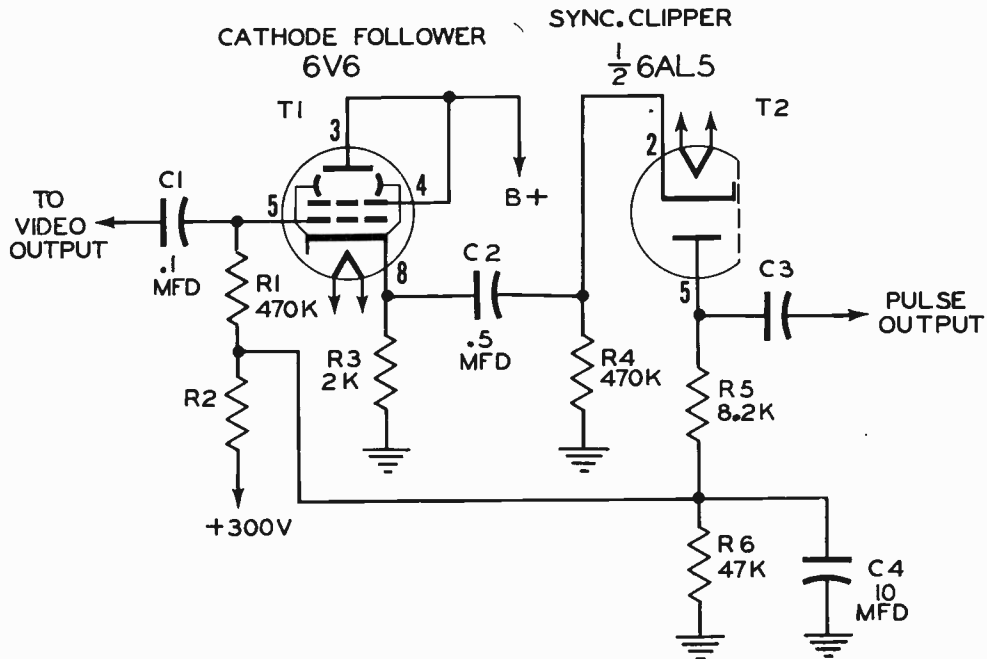 CATHODE FOLLOWER
6V6
SYNC. CLIPPER
1/2 6AL5
T1
T2
3
4
5
8
2
5
B+
TO
VIDEO
OUTPUT
C1
.1
MFD
R1
470K
R2
+300V
R3
2K
C2
.5
MFD
R4
470K
C3
PULSE
OUTPUT
R5
8.2K
R6
47K
C4
10
MFD